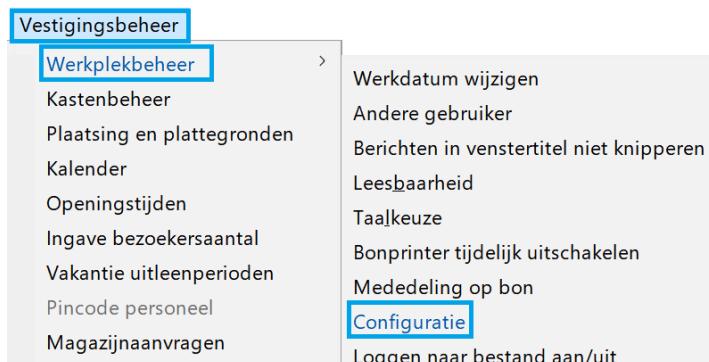 Vestigingsbeheer
Werkplekbeheer >
Kastenbeheer
Plaatsing en plattegronden
Kalender
Openingstijden
Ingave bezoekersaantal
Vakantie uitleenperioden
Pincode personeel
Magazijnaanvragen
Werkdatum wijzigen
Andere gebruiker
Berichten in venstertitel niet knipperen
Leesbaarheid
Taalkeuze
Bonprinter tijdelijk uitschakelen
Mededeling op bon
Configuratie
Loggen naar bestand aan/uit